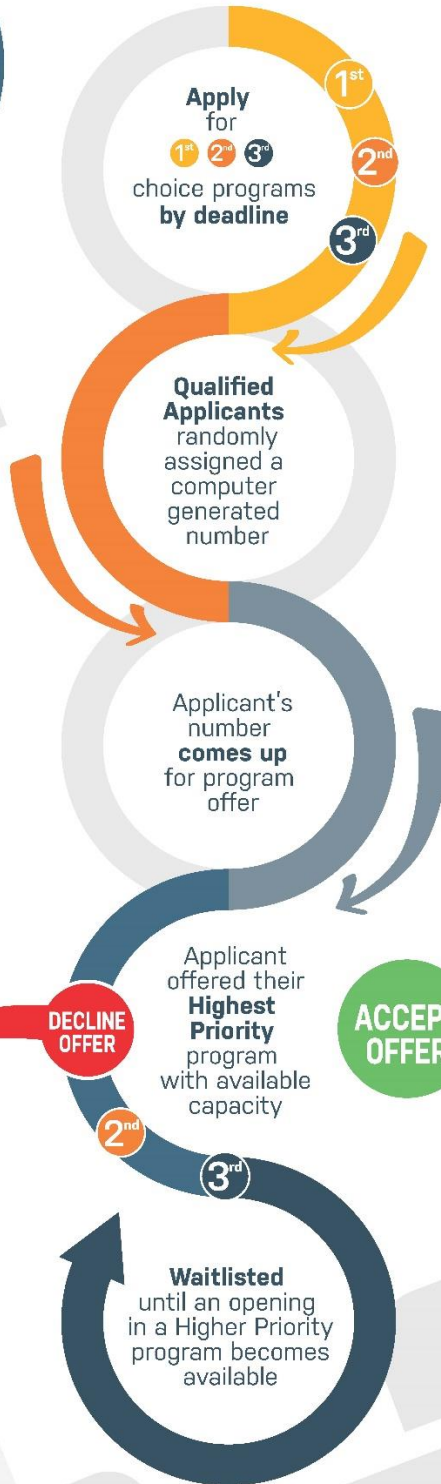 Apply
for
1st 2nd 3rd
choice programs
by deadline
1st
2nd
3rd
Qualified
Applicants
randomly
assigned a
computer
generated
number
Applicant's
number
comes up
for program
offer
Applicant
offered their
Highest
Priority
program
with available
capacity
DECLINE
OFFER
ACCEP
OFFER
2nd
3rd
Waitlisted
until an opening
in a Higher Priority
program becomes
available